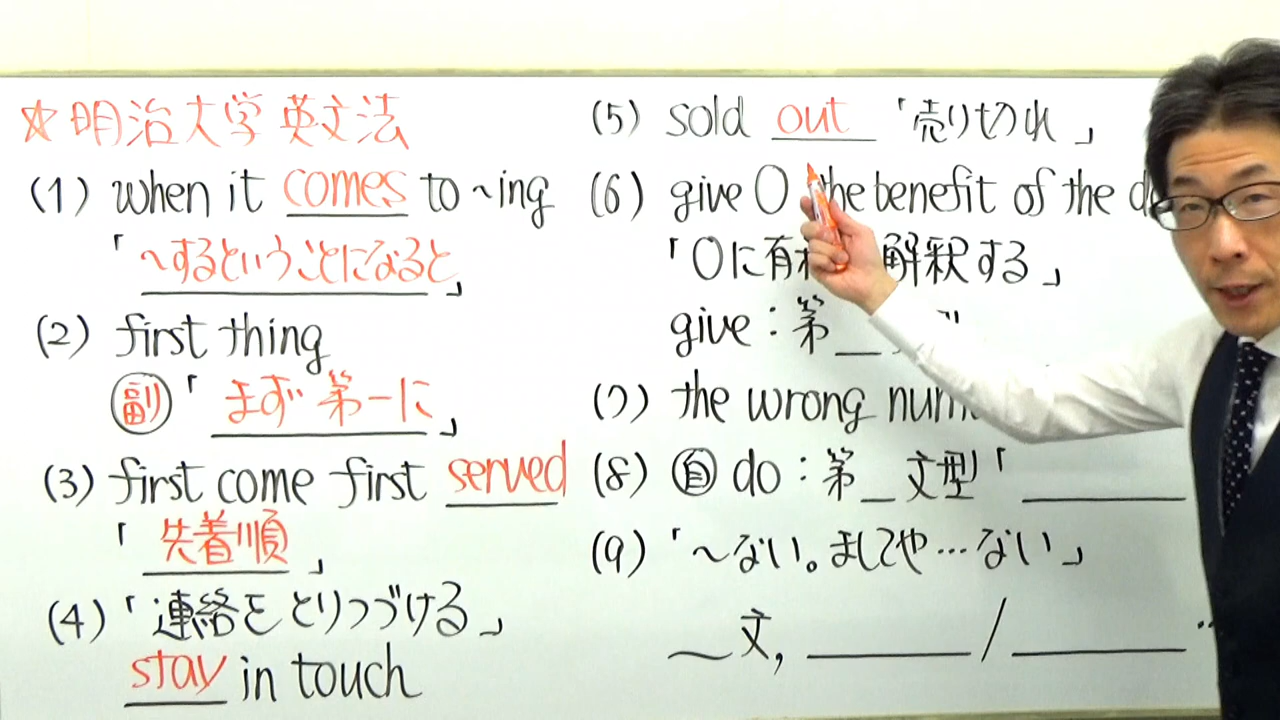 ☆明治大学 英文法
(1) when it comes to ~ing
「~するということになると」
(2) first thing
副「まず第一に」
(3) first come first served
「先着順」
(4)「連絡をとりつづける」
stay in touch
(5) sold out 「売り切れ」
(6) give O the benefit of the
「Oに有 解釈する」
give : 第_
(7) the wrong
(8) 自 do : 第_文型「
(9)「~ない。ましてや…ない」
_文, _ / _ …